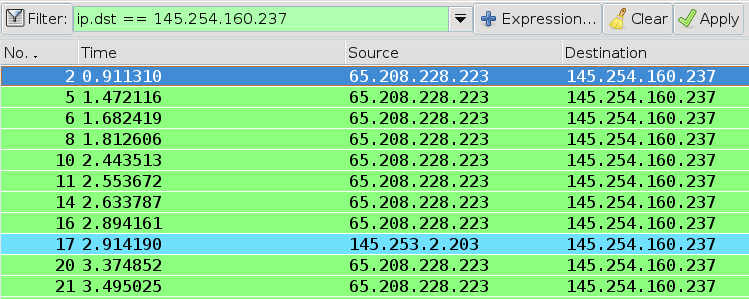 Filter: ip.dst == 145.254.160.237 Expression... Clear Apply
No. . Time Source Destination
2 0.911310 65.208.228.223 145.254.160.237
5 1.472116 65.208.228.223 145.254.160.237
6 1.682419 65.208.228.223 145.254.160.237
8 1.812606 65.208.228.223 145.254.160.237
10 2.443513 65.208.228.223 145.254.160.237
11 2.553672 65.208.228.223 145.254.160.237
14 2.633787 65.208.228.223 145.254.160.237
16 2.894161 65.208.228.223 145.254.160.237
17 2.914190 145.253.2.203 145.254.160.237
20 3.374852 65.208.228.223 145.254.160.237
21 3.495025 65.208.228.223 145.254.160.237